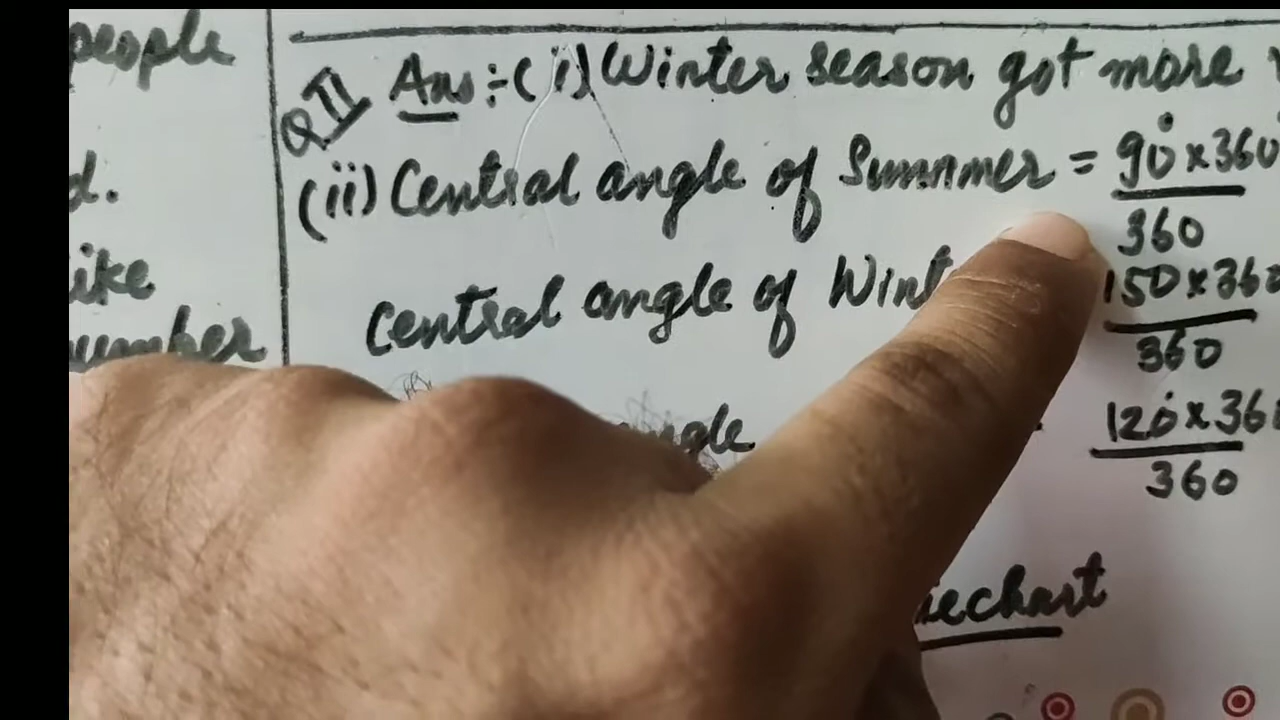 people
d.
ike
umber
QII Ans:-(i) Winter season got more
(ii) Central angle of Summer = 90°×360°
360
Central angle of Wint
150×360
360
ngle
120°×360
360
iechart